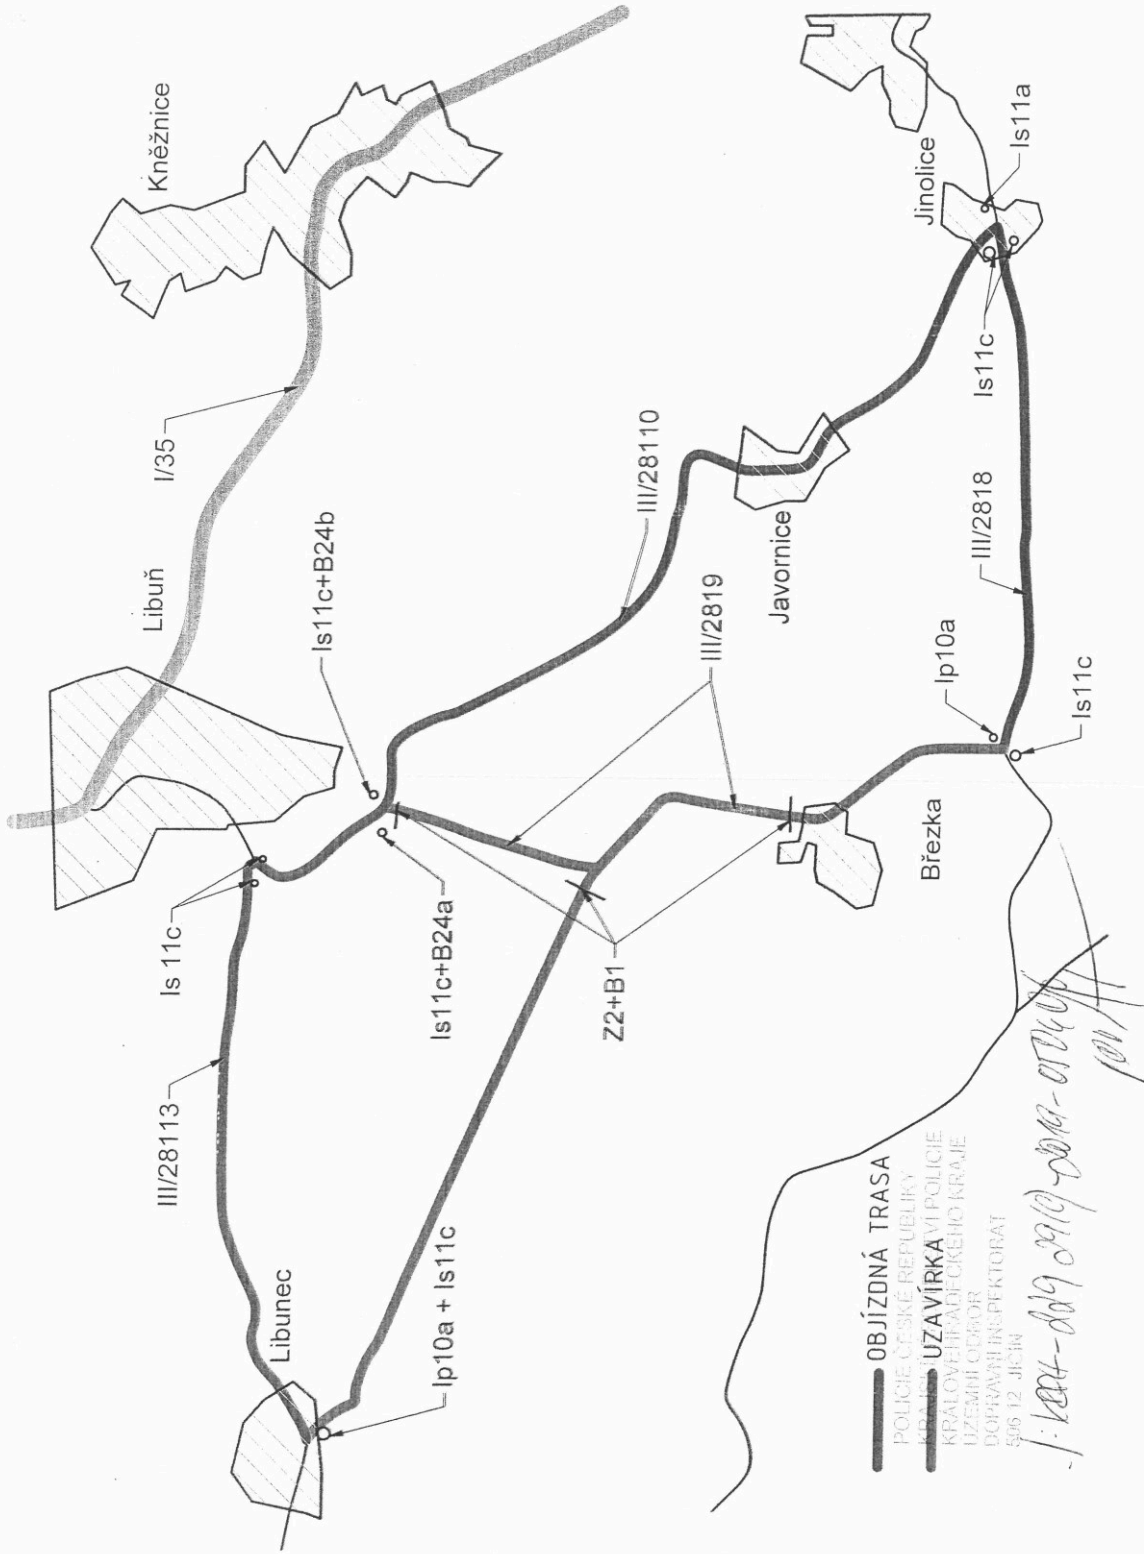 Kněžnice
Libuň
I/35
Is11c+B24b
Is 11c
Is11c+B24a
III/28113
Libunec
Ip10a + Is11c
III/28110
III/2819
Z2+B1
Javornice
Jinolice
Is11a
Is11c
III/2818
Ip10a
Is11c
Březka
OBJÍZDNÁ TRASA
POLICIE ČESKÉ REPUBLIKY
UZAVÍRKA
POLICIE
KRÁLOVÉHRADECKÉHO KRAJE
ÚZEMNÍ ODBOR
DOPRAVNÍ INSPEKTORÁT
506 12 JIČÍN